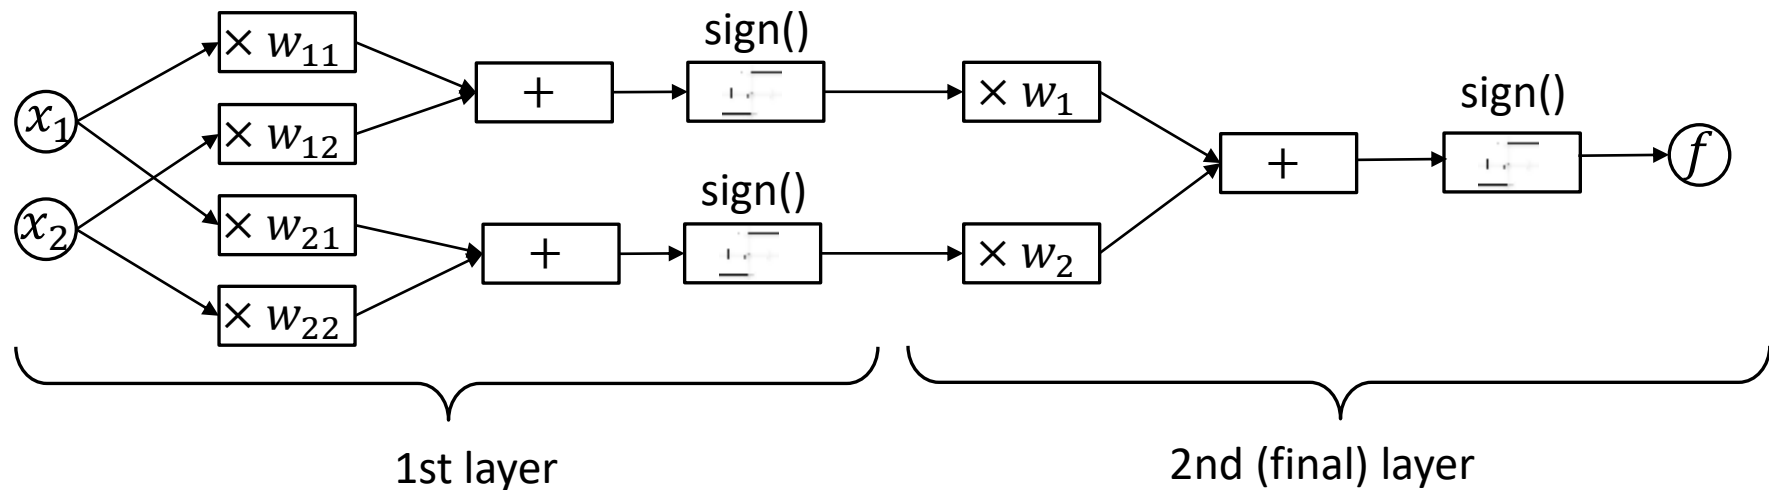 sign()
× w₁₁
x₁
× w₁₂
+
× w₁
sign()
x₂
× w₂₁
sign()
+
f
× w₂₂
+
× w₂
1st layer
2nd (final) layer